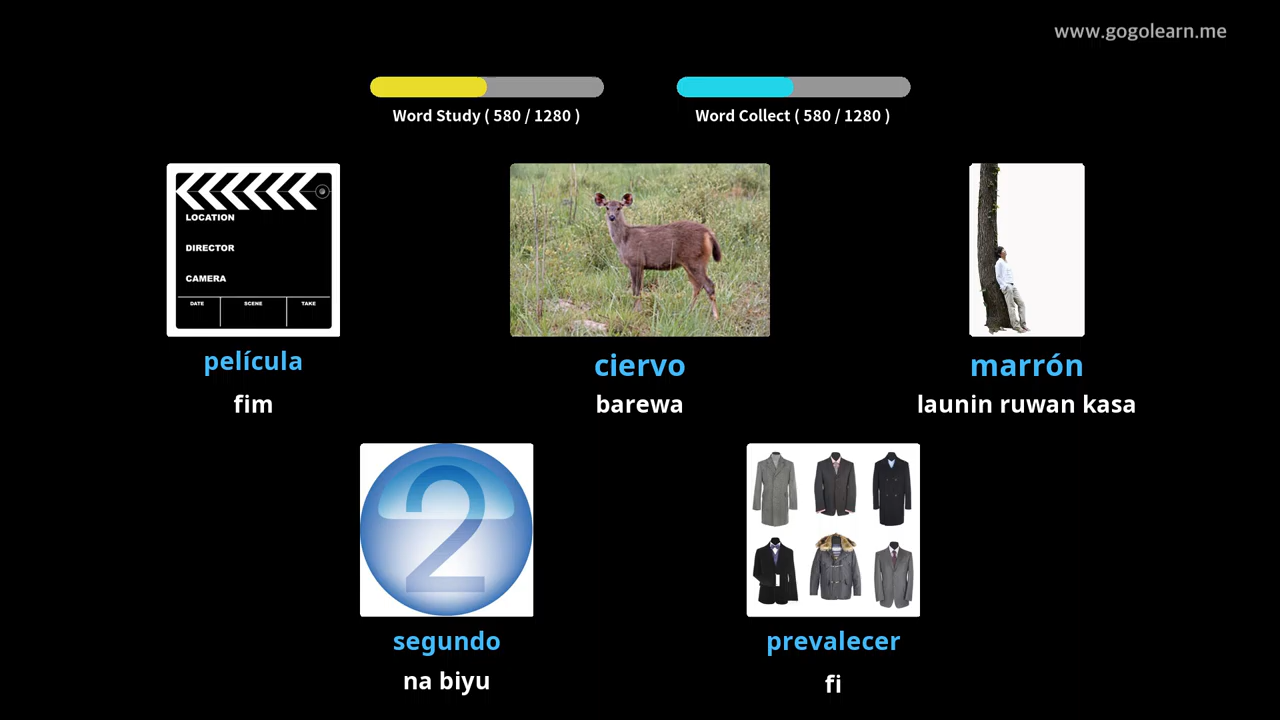 www.gogolearn.me
Word Study ( 580 / 1280 )
Word Collect ( 580 / 1280 )
LOCATION
DIRECTOR
CAMERA
DATE SCENE TAKE
película
ciervo
marrón
fim
barewa
launin ruwan kasa
2
segundo
prevalecer
na biyu
fi